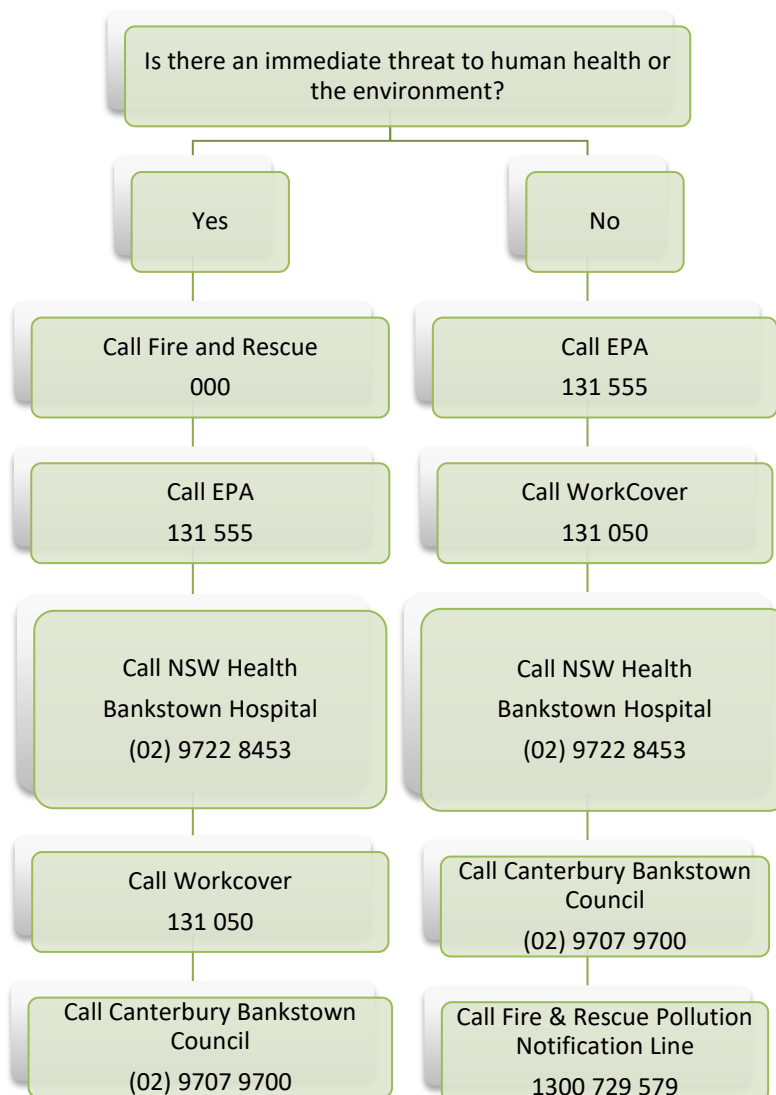 Is there an immediate threat to human health or
the environment?
Yes
No
Call Fire and Rescue
000
Call EPA
131 555
Call NSW Health
Bankstown Hospital
(02) 9722 8453
Call Workcover
131 050
Call Canterbury Bankstown
Council
(02) 9707 9700
Call EPA
131 555
Call WorkCover
131 050
Call NSW Health
Bankstown Hospital
(02) 9722 8453
Call Canterbury Bankstown
Council
(02) 9707 9700
Call Fire & Rescue Pollution
Notification Line
1300 729 579